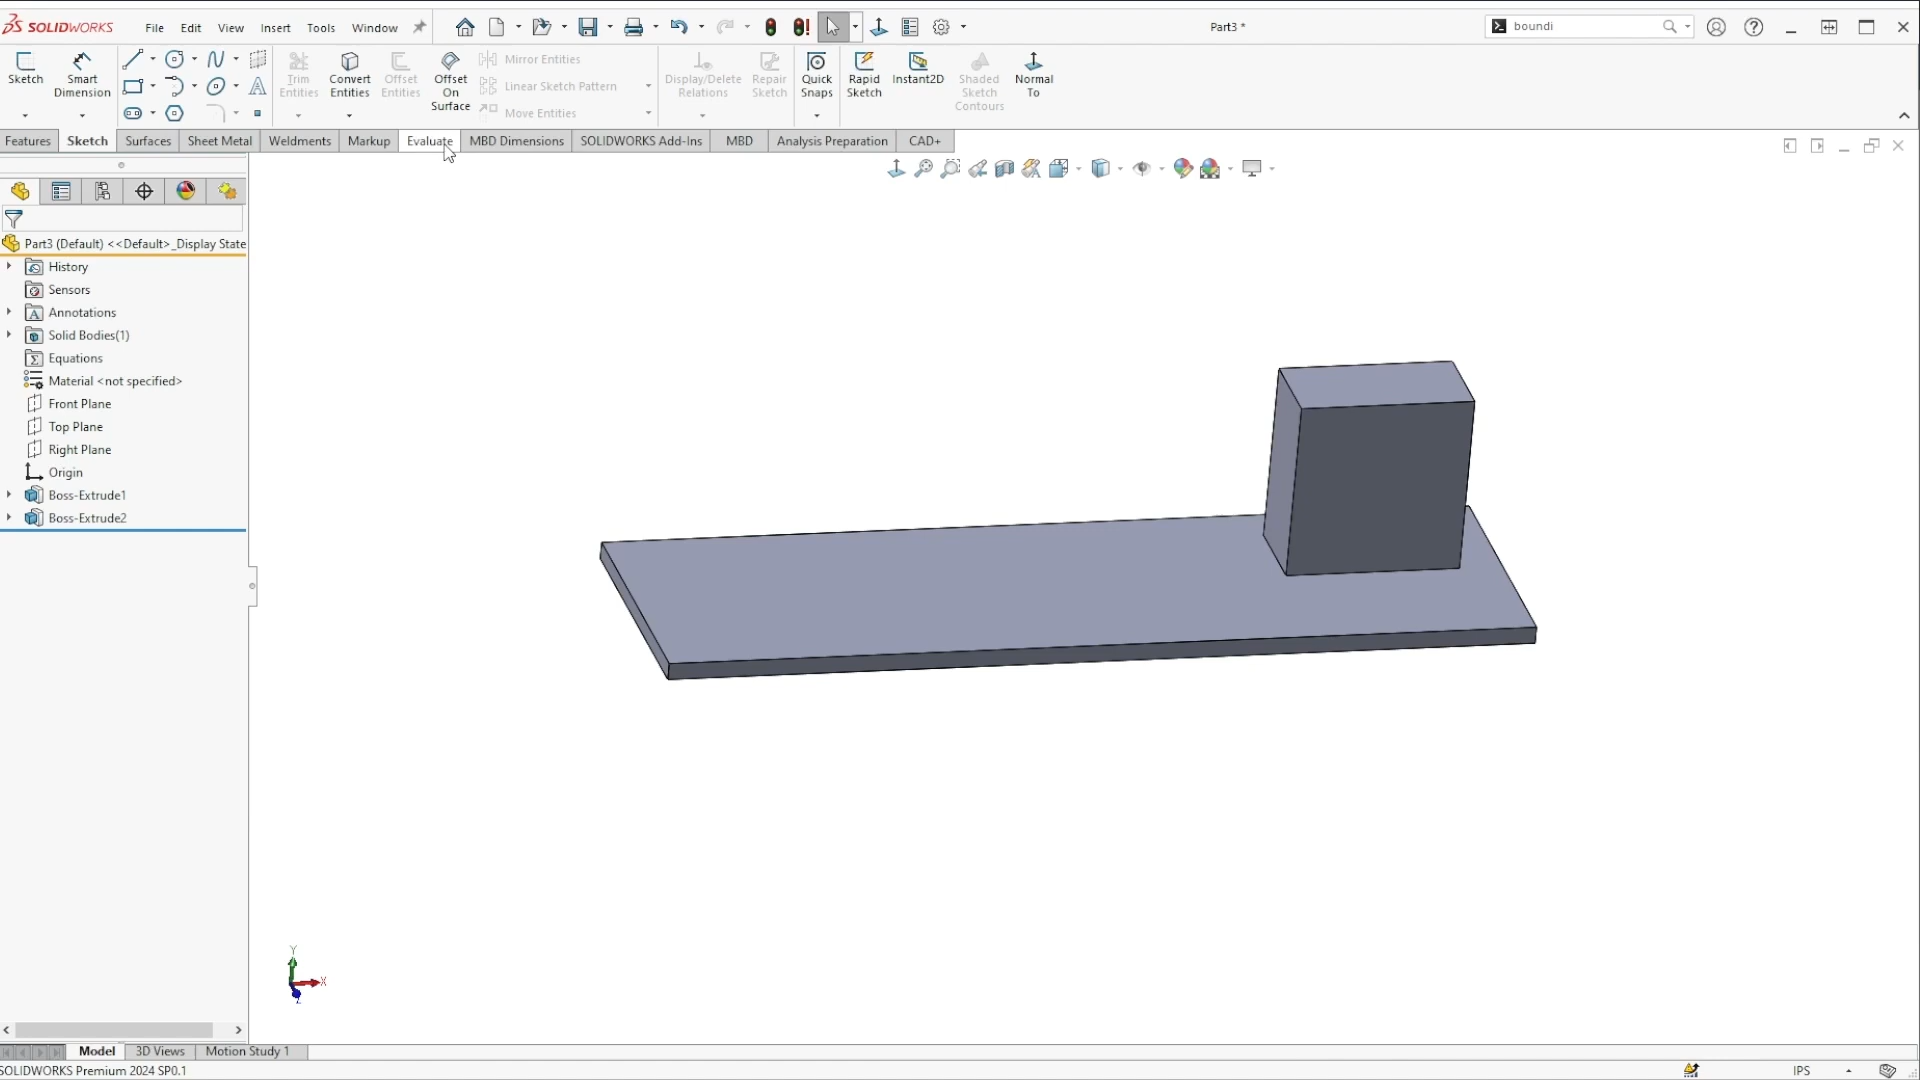 SOLIDWORKS File Edit View Insert Tools Window Part3 * boundi
Sketch Smart Dimension Trim Entities Convert Entities Offset Entities Offset On Surface Mirror Entities Linear Sketch Pattern Move Entities Display/Delete Relations Repair Sketch Quick Snaps Rapid Sketch Instant2D Shaded Sketch Contours Normal To
Features Sketch Surfaces Sheet Metal Weldments Markup Evaluate MBD Dimensions SOLIDWORKS Add-Ins MBD Analysis Preparation CAD+
Part3 (Default) <<Default>_Display State
History
Sensors
Annotations
Solid Bodies(1)
Equations
Material <not specified>
Front Plane
Top Plane
Right Plane
Origin
Boss-Extrude1
Boss-Extrude2
Y
X
Z
Model 3D Views Motion Study 1
SOLIDWORKS Premium 2024 SP0.1 IPS